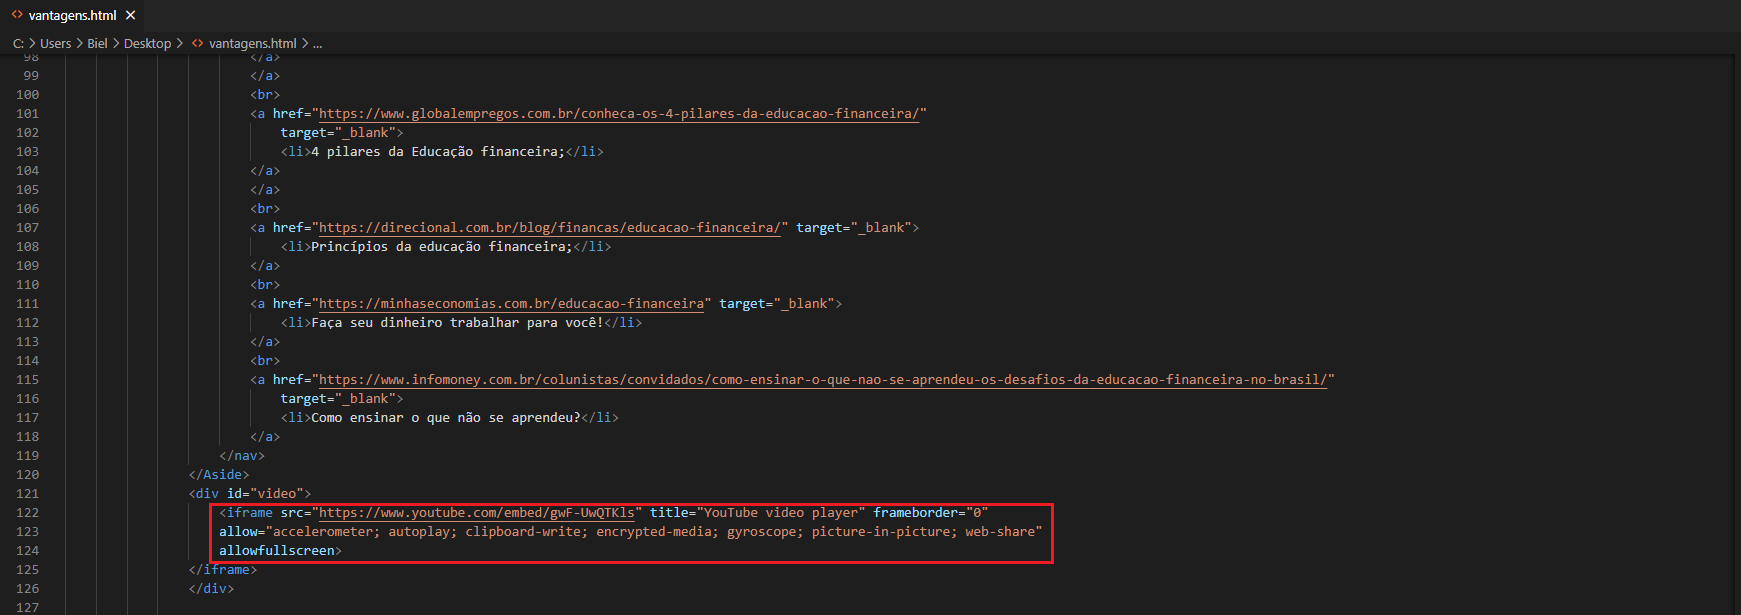 vantagens.html
C: > Users > Biel > Desktop > vantagens.html > ...
98 </a>
99 </a>
100 <br>
101 <a href="https://www.globalempregos.com.br/conheca-os-4-pilares-da-educacao-financeira/"
102 target="_blank">
103 <li>4 pilares da Educação financeira;</li>
104 </a>
105 </a>
106 <br>
107 <a href="https://direcional.com.br/blog/financas/educacao-financeira/" target="_blank">
108 <li>Princípios da educação financeira;</li>
109 </a>
110 <br>
111 <a href="https://minhaseconomias.com.br/educacao-financeira" target="_blank">
112 <li>Faça seu dinheiro trabalhar para você!</li>
113 </a>
114 <br>
115 <a href="https://www.infomoney.com.br/colunistas/convidados/como-ensinar-o-que-nao-se-aprendeu-os-desafios-da-educacao-financeira-no-brasil/"
116 target="_blank">
117 <li>Como ensinar o que não se aprendeu?</li>
118 </a>
119 </nav>
120 </Aside>
121 <div id="video">
122 <iframe src="https://www.youtube.com/embed/gwF-UwQTKls" title="YouTube video player" frameborder="0"
123 allow="accelerometer; autoplay; clipboard-write; encrypted-media; gyroscope; picture-in-picture; web-share"
124 allowfullscreen>
125 </iframe>
126 </div>
127